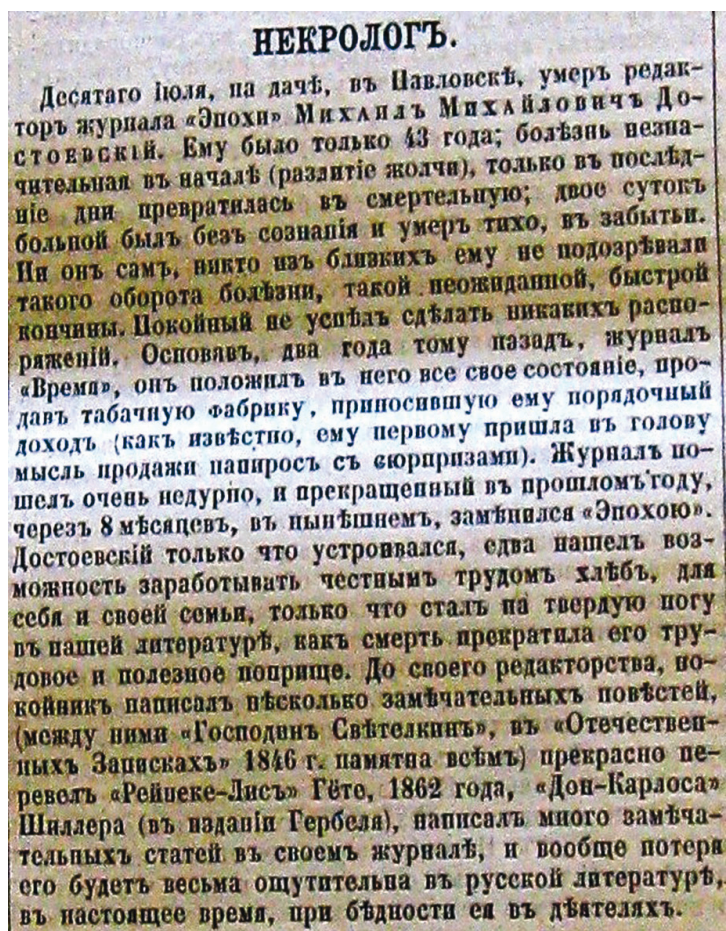 НЕКРОЛОГЪ.
Десятаго іюля, на дачѣ, въ Павловскѣ, умеръ редак-
торъ журнала «Эпохи» Михаилъ Михайловичъ До-
стоевскій. Ему было только 43 года; болѣзнь незна-
чительная въ началѣ (разлитіе жолчи), только въ послѣд-
ніе дни превратилась въ смертельную; двое сутокъ
больной былъ безъ сознанія и умеръ тихо, въ забытьи.
Ни онъ самъ, никто изъ близкихъ ему не подозрѣвали
такого оборота болѣзни, такой неожиданной, быстрой
кончины. Покойный не успѣлъ сдѣлать никакихъ распо-
ряженій. Основавъ, два года тому назадъ, журналъ
«Время», онъ положилъ въ него все свое состояніе, про-
давъ табачную фабрику, приносившую ему порядочный
доходъ (какъ извѣстно, ему первому пришла въ голову
мысль продажи папиросъ съ сюрпризами). Журналъ по-
шелъ очень недурно, и прекращенный въ прошломъ году,
черезъ 8 мѣсяцевъ, въ нынѣшнемъ, замѣнился «Эпохою».
Достоевскій только что устроивался, едва нашелъ воз-
можность заработывать честнымъ трудомъ хлѣбъ, для
себя и своей семьи, только что сталъ на твердую ногу
въ нашей литературѣ, какъ смерть прекратила его тру-
довое и полезное поприще. До своего редакторства, по-
койникъ написалъ нѣсколько замѣчательныхъ повѣстей,
(между ними «Господинъ Свѣтелкинъ», въ «Отечествен-
ныхъ Запискахъ» 1846 г. памятна всѣмъ) прекрасно пе-
ревелъ «Рейнеке-Лисъ» Гёте, 1862 года, «Дон-Карлоса»
Шиллера (въ изданіи Гербеля), написалъ много замѣча-
тельныхъ статей въ своемъ журналѣ, и вообще потеря
его будетъ весьма ощутительна въ русской литературѣ,
въ настоящее время, при бѣдности ея въ дѣятеляхъ.